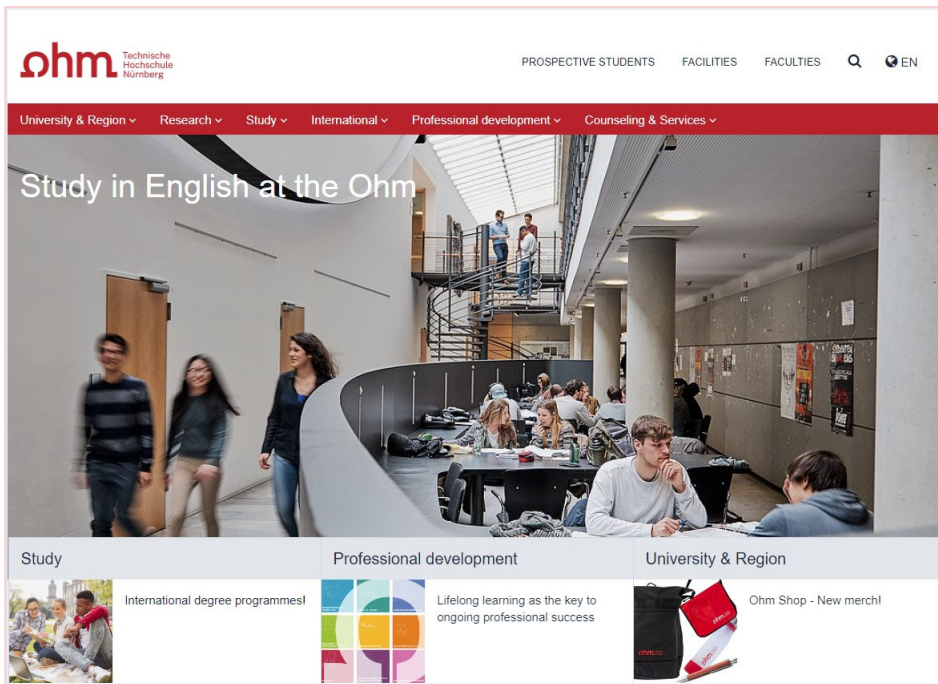 ohm Technische
Hochschule
Nürnberg
PROSPECTIVE STUDENTS FACILITIES FACULTIES EN
University & Region Research Study International Professional development Counseling & Services
Study in English at the Ohm
Study Professional development University & Region
International degree programmes!
Lifelong learning as the key to
ongoing professional success
Ohm Shop - New merch!
ohm
ohm